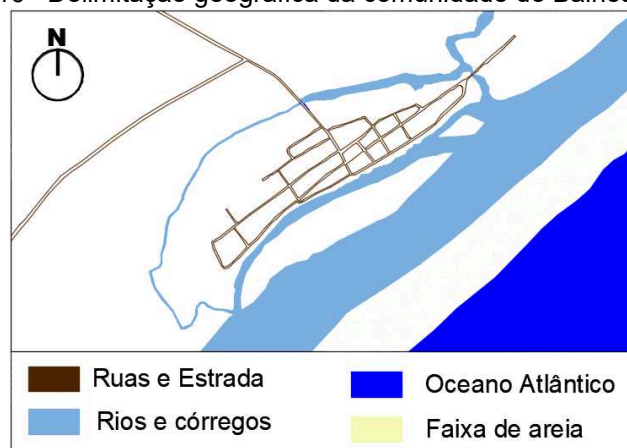 Delimitação geográfica da comunidade de
N
Ruas e Estrada
Rios e córregos
Oceano Atlântico
Faixa de areia